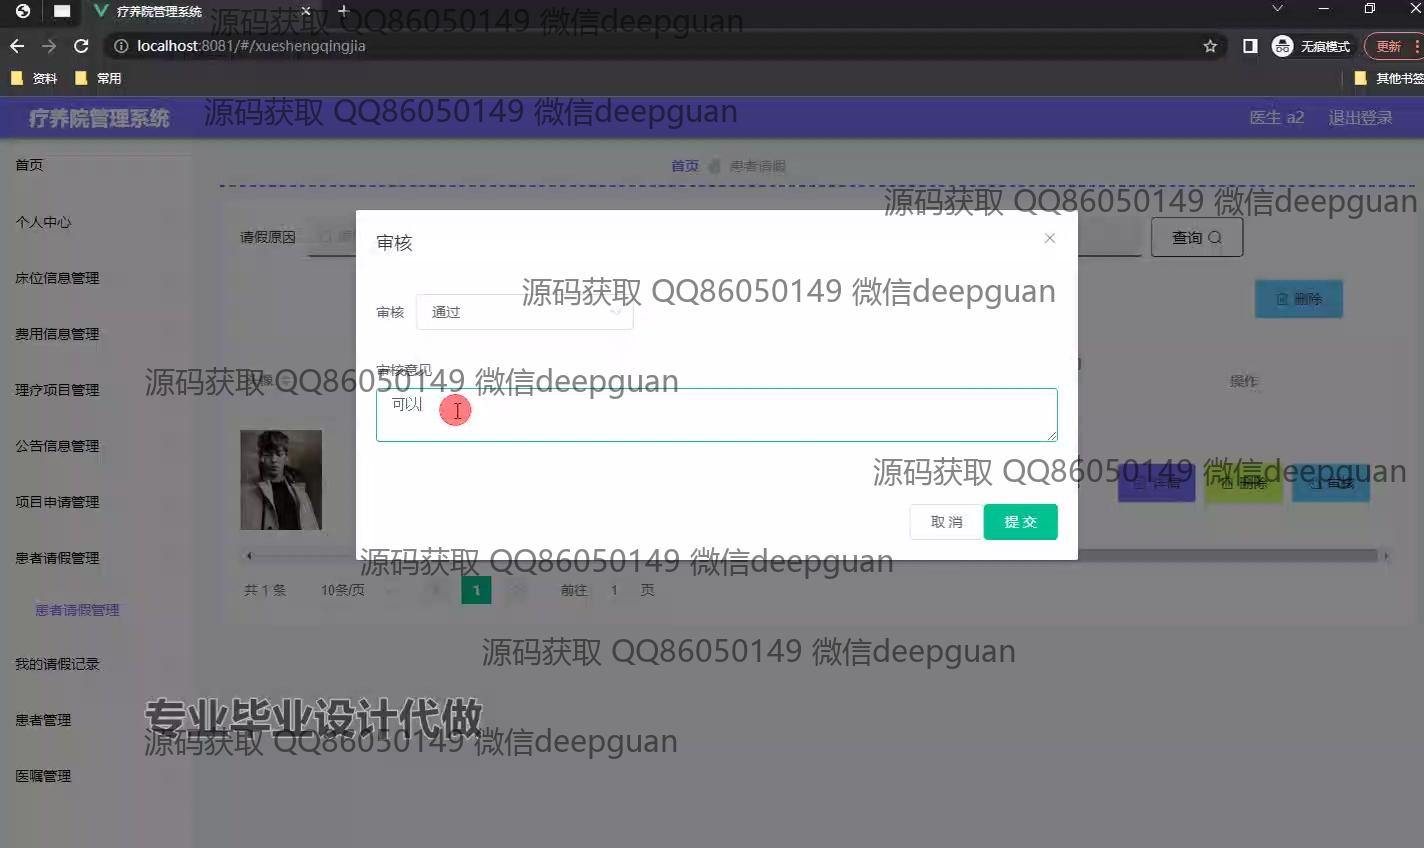 疗养院管理系统
源码获取 QQ86050149 微信deepguan
localhost:8081/#/xueshengqingjia
无痕模式
更新
资料
常用
其他书签
疗养院管理系统
源码获取 QQ86050149 微信deepguan
医生 a2
退出登录
首页
首页
患者请假
个人中心
源码获取 QQ86050149 微信deepguan
请假原因
查询
审核
床位信息管理
源码获取 QQ86050149 微信deepguan
删除
审核
通过
费用信息管理
审核意见
理疗项目管理
源码获取 QQ86050149 微信deepguan
操作
可以
公告信息管理
源码获取 QQ86050149 微信deepguan
详情
删除
审核
项目申请管理
取消
提交
患者请假管理
源码获取 QQ86050149 微信deepguan
共 1 条
10条/页
1
前往
1
页
患者请假管理
源码获取 QQ86050149 微信deepguan
我的请假记录
患者管理
专业毕业设计代做
源码获取 QQ86050149 微信deepguan
医嘱管理